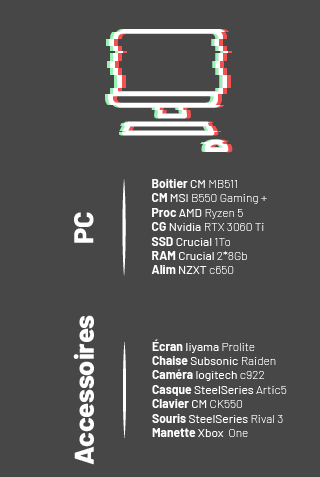 PC
Boitier CM MB511
CM MSI B550 Gaming +
Proc AMD Ryzen 5
CG Nvidia RTX 3060 Ti
SSD Crucial 1To
RAM Crucial 2*8Gb
Alim NZXT c650
Accessoires
Écran Iiyama Prolite
Chaise Subsonic Raiden
Caméra logitech c922
Casque SteelSeries Artic5
Clavier CM CK550
Souris SteelSeries Rival 3
Manette Xbox One